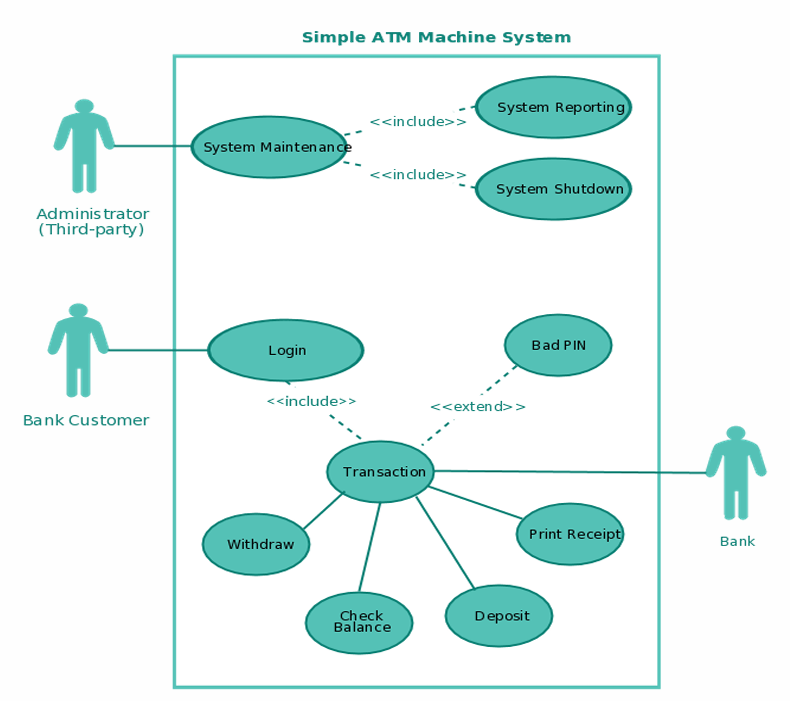 Simple ATM Machine System
System Reporting
<<include>>
System Maintenance
<<include>>
System Shutdown
Administrator
(Third-party)
Login
Bad PIN
<<include>>
<<extend>>
Bank Customer
Transaction
Print Receipt
Bank
Withdraw
Check
Balance
Deposit